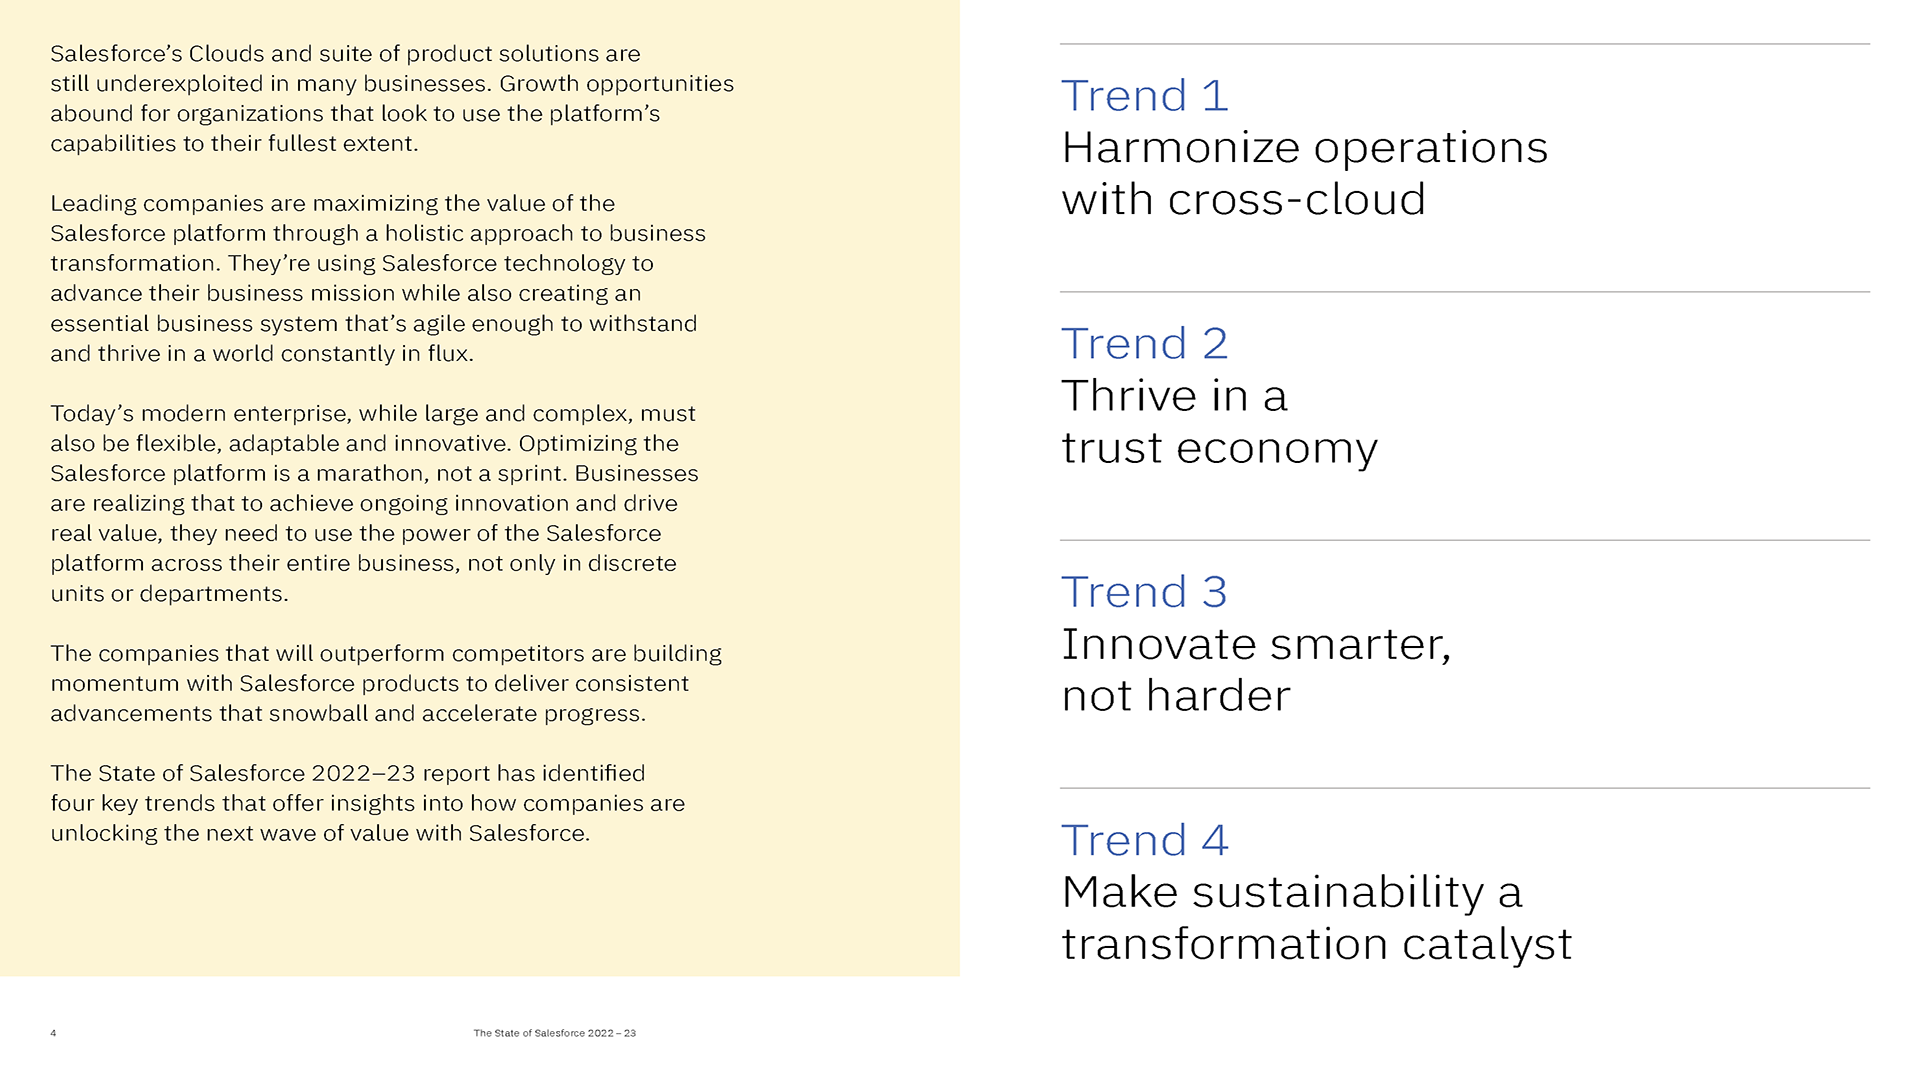 Salesforce’s Clouds and suite of product solutions are
still underexploited in many businesses. Growth opportunities
abound for organizations that look to use the platform’s
capabilities to their fullest extent.
Leading companies are maximizing the value of the
Salesforce platform through a holistic approach to business
transformation. They’re using Salesforce technology to
advance their business mission while also creating an
essential business system that’s agile enough to withstand
and thrive in a world constantly in flux.
Today’s modern enterprise, while large and complex, must
also be flexible, adaptable and innovative. Optimizing the
Salesforce platform is a marathon, not a sprint. Businesses
are realizing that to achieve ongoing innovation and drive
real value, they need to use the power of the Salesforce
platform across their entire business, not only in discrete
units or departments.
The companies that will outperform competitors are building
momentum with Salesforce products to deliver consistent
advancements that snowball and accelerate progress.
The State of Salesforce 2022–23 report has identified
four key trends that offer insights into how companies are
unlocking the next wave of value with Salesforce.
Trend 1
Harmonize operations
with cross-cloud
Trend 2
Thrive in a
trust economy
Trend 3
Innovate smarter,
not harder
Trend 4
Make sustainability a
transformation catalyst
4
The State of Salesforce 2022 – 23